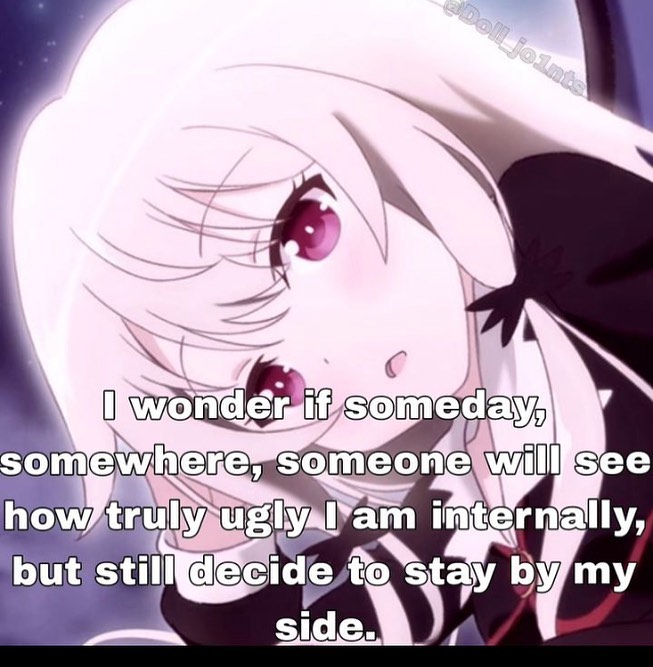 @Doll_jo1nts
I wonder if someday,
somewhere, someone will see
how truly ugly I am internally,
but still decide to stay by my
side.